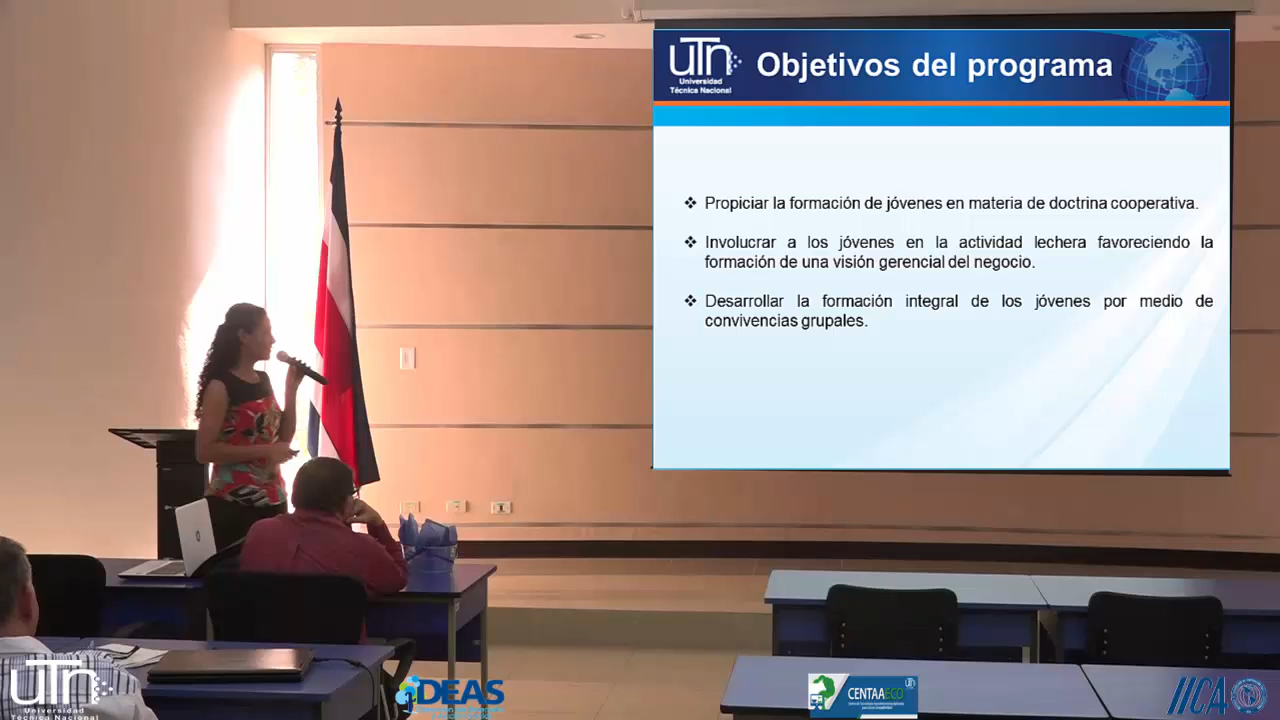 UTn
Universidad
Técnica Nacional
Objetivos del programa
❖ Propiciar la formación de jóvenes en materia de doctrina cooperativa.
❖ Involucrar a los jóvenes en la actividad lechera favoreciendo la
formación de una visión gerencial del negocio.
❖ Desarrollar la formación integral de los jóvenes por medio de
convivencias grupales.
UTn
Universidad
Técnica Nacional
iDEAS
CENTAAECO
IICA